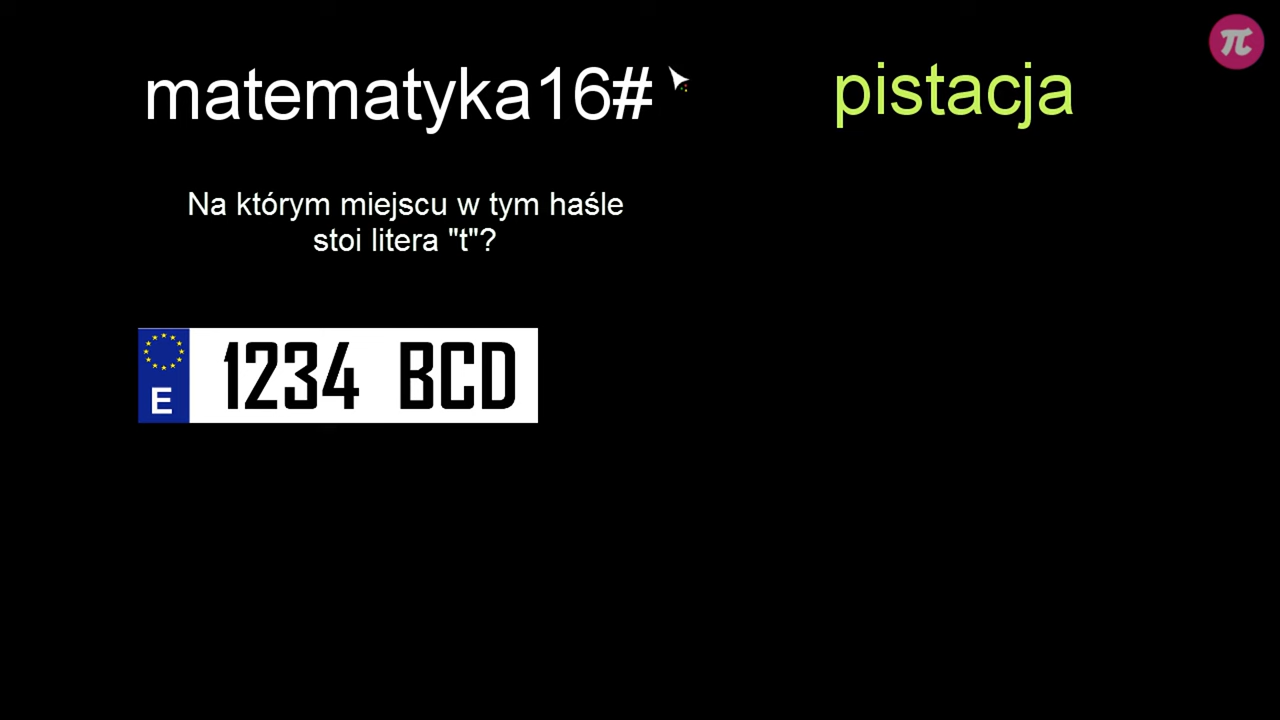 matematyka16#
pistacja
Na którym miejscu w tym haśle
stoi litera "t"?
E 1234 BCD
π